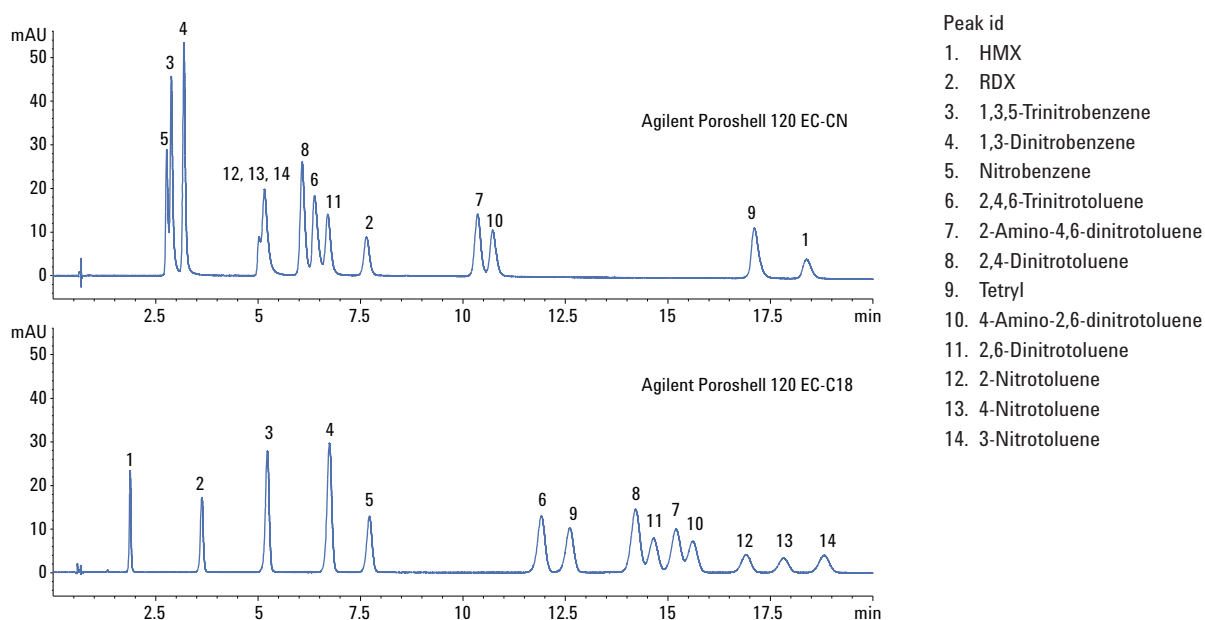 mAU
50
40
30
20
10
0
5
3
4
12, 13, 14
8
6
11
2
7
10
9
1
Agilent Poroshell 120 EC-CN
2.5
5
7.5
10
12.5
15
17.5
min
mAU
50
40
30
20
10
0
1
2
3
4
5
6
9
8
11
7
10
12
13
14
Agilent Poroshell 120 EC-C18
2.5
5
7.5
10
12.5
15
17.5
min
Peak id
1. HMX
2. RDX
3. 1,3,5-Trinitrobenzene
4. 1,3-Dinitrobenzene
5. Nitrobenzene
6. 2,4,6-Trinitrotoluene
7. 2-Amino-4,6-dinitrotoluene
8. 2,4-Dinitrotoluene
9. Tetryl
10. 4-Amino-2,6-dinitrotoluene
11. 2,6-Dinitrotoluene
12. 2-Nitrotoluene
13. 4-Nitrotoluene
14. 3-Nitrotoluene